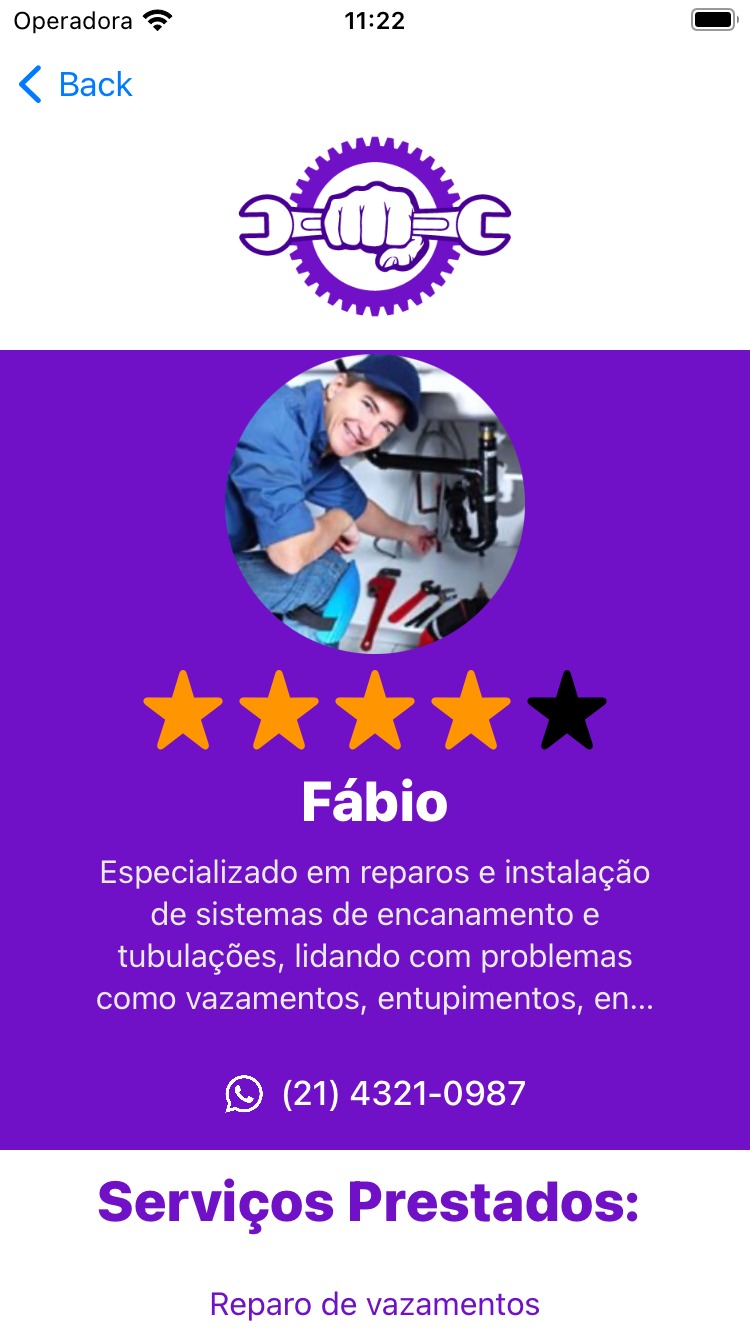 Operadora
11:22
Back
Fábio
Especializado em reparos e instalação
de sistemas de encanamento e
tubulações, lidando com problemas
como vazamentos, entupimentos, en...
(21) 4321-0987
Serviços Prestados:
Reparo de vazamentos